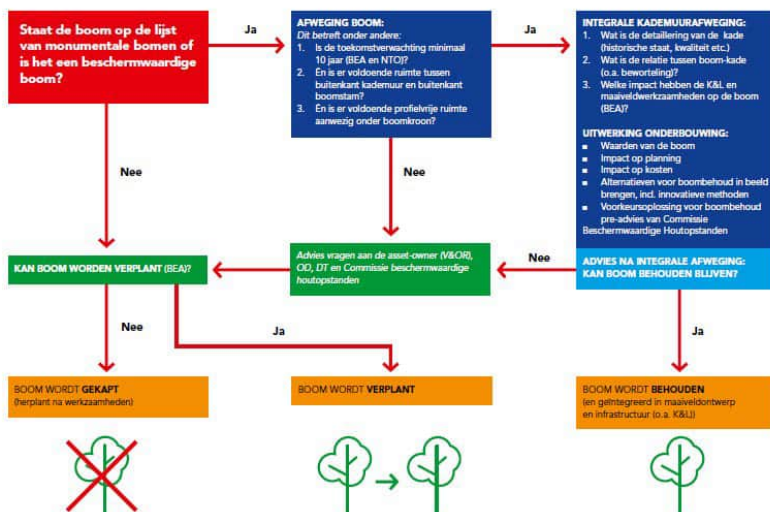 Staat de boom op de lijst
van monumentale bomen of
is het een beschermwaardige
boom?
Ja
AFWEGING BOOM:
Dit betreft onder andere:
1. Is de toekomstverwachting minimaal
10 jaar (BEA en NTO)?
2. Én is er voldoende ruimte tussen
buitenkant kademuur en buitenkant
boomstam?
3. Én is er voldoende profielvrije ruimte
aanwezig onder boomkroon?
Ja
INTEGRALE KADEMUURAFWEGING:
1. Wat is de detaillering van de kade
(historische staat, kwaliteit etc.)
2. Wat is de relatie tussen boom-kade
(o.a. beworteling)?
3. Welke impact hebben de K&L en
maaiveldwerkzaamheden op de boom
(BEA)?
UITWERKING ONDERBOUWING:
▪ Waarden van de boom
▪ Impact op planning
▪ Impact op kosten
▪ Alternatieven voor boombehoud in beeld
brengen, incl. innovatieve methoden
▪ Voorkeursoplossing voor boombehoud
pre-advies van Commissie
Beschermwaardige Houtopstanden
Nee
Nee
KAN BOOM WORDEN VERPLANT (BEA)?
Advies vragen aan de asset-owner (V&OR),
OD, DT en Commissie beschermwaardige
houtopstanden
Nee
ADVIES NA INTEGRALE AFWEGING:
KAN BOOM BEHOUDEN BLIJVEN?
Nee
Ja
Ja
BOOM WORDT GEKAPT
(herplant na werkzaamheden)
BOOM WORDT VERPLANT
BOOM WORDT BEHOUDEN
(en geïntegreerd in maaiveldontwerp
en infrastructuur (o.a. K&L))